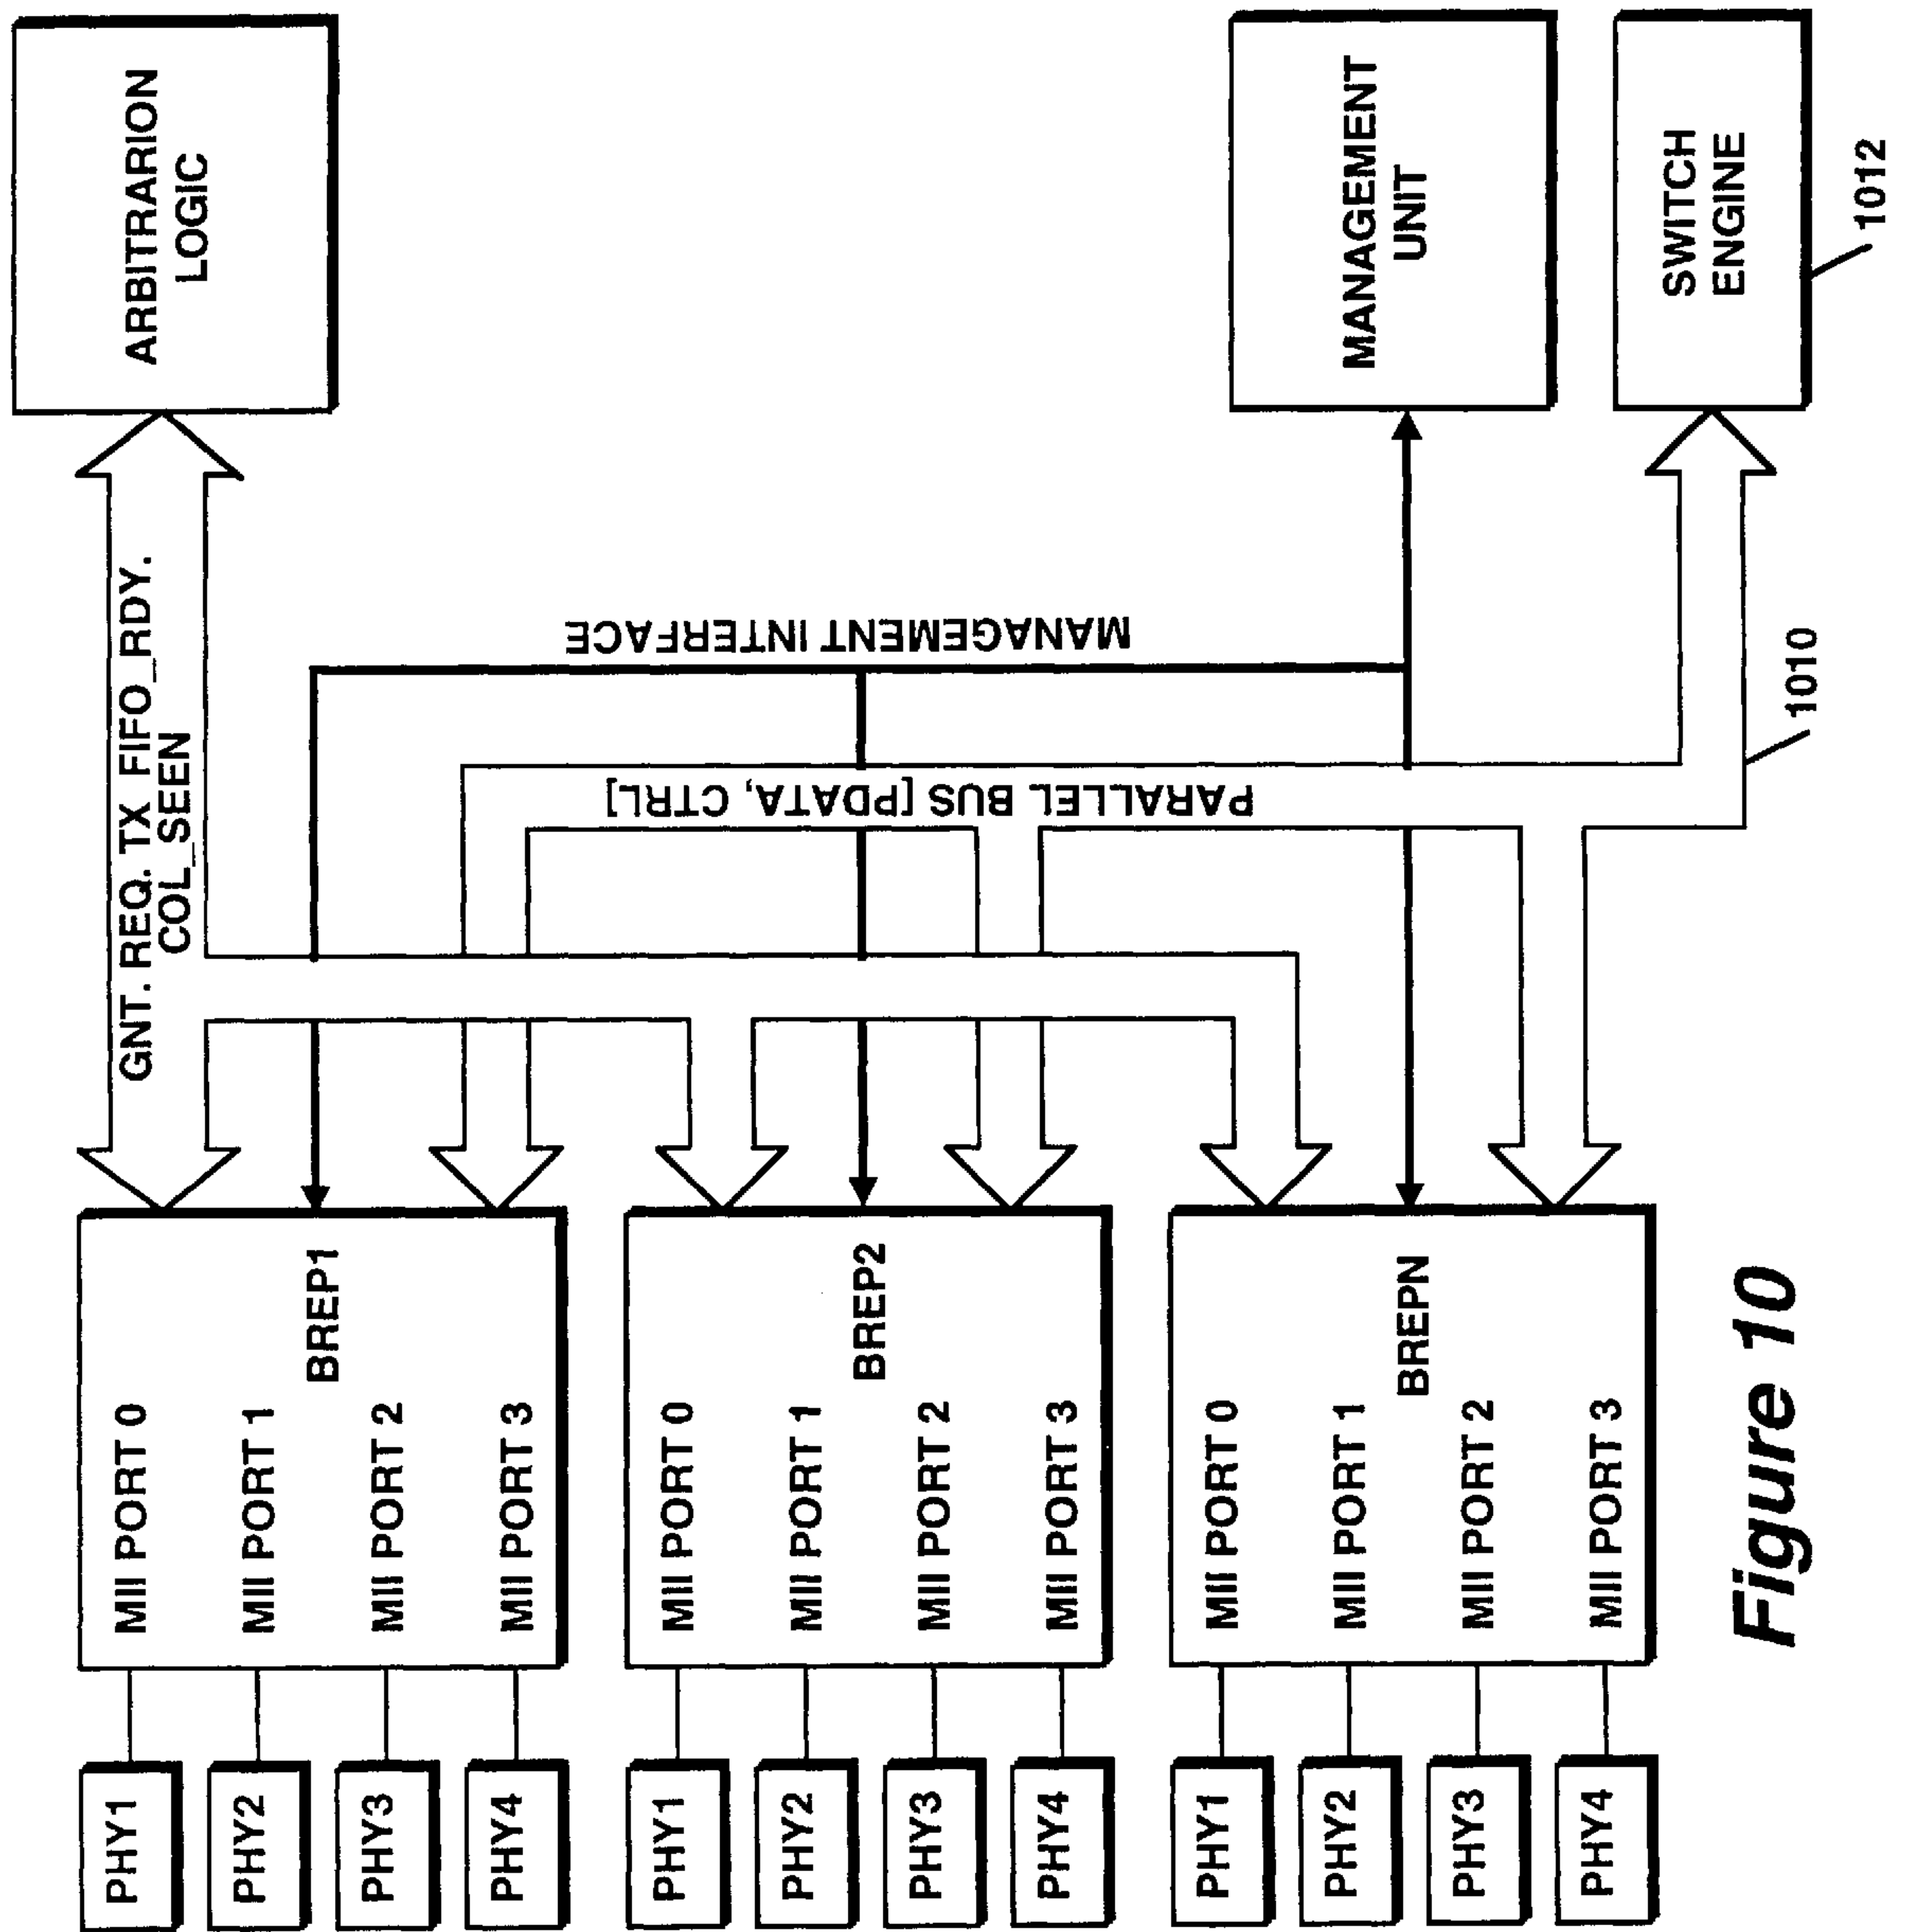 PHY1
PHY2
PHY3
PHY4
MII PORT 0
MII PORT 1
MII PORT 2
MII PORT 3
BREP1
PHY1
PHY2
PHY3
PHY4
MII PORT 0
MII PORT 1
MII PORT 2
MII PORT 3
BREP2
PHY1
PHY2
PHY3
PHY4
MII PORT 0
MII PORT 1
MII PORT 2
MII PORT 3
BREPN
GNT. REQ. TX FIFO_RDY.
COL_SEEN
MANAGEMENT INTERFACE
PARALLEL BUS [PDATA, CTRL]
ARBITRARION
LOGIC
MANAGEMENT
UNIT
SWITCH
ENGINE
1010
1012
Figure 10